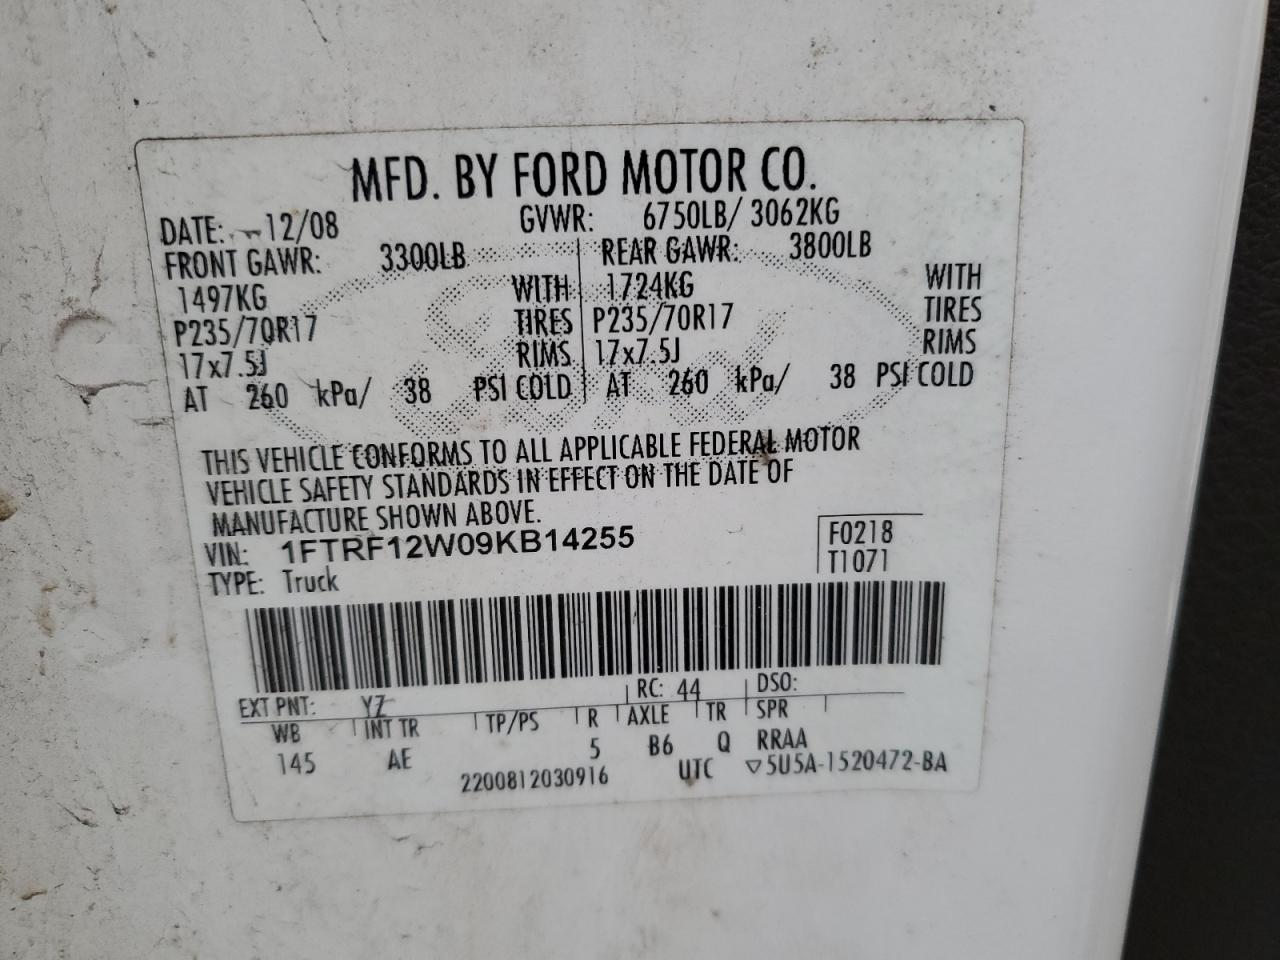 MFD. BY FORD MOTOR CO.
DATE: 12/08 GVWR: 6750LB/ 3062KG
FRONT GAWR: 3300LB REAR GAWR: 3800LB
1497KG WITH 1724KG WITH
P235/70R17 TIRES P235/70R17 TIRES
17x7.5J RIMS 17x7.5J RIMS
AT 260 kPa/ 38 PSI COLD AT 260 kPa/ 38 PSI COLD
THIS VEHICLE CONFORMS TO ALL APPLICABLE FEDERAL MOTOR
VEHICLE SAFETY STANDARDS IN EFFECT ON THE DATE OF
MANUFACTURE SHOWN ABOVE.
VIN: 1FTRF12W09KB14255 F0218
TYPE: Truck T1071
EXT PNT: YZ RC: 44 DSO:
WB INT TR TP/PS R AXLE TR SPR
145 AE 5 B6 Q RRAA
2200812030916 UTC ▽5U5A-1520472-BA